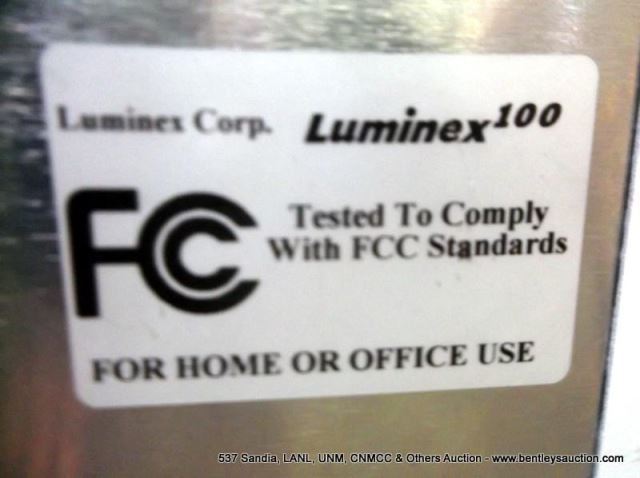 Luminex Corp. Luminex100
FC Tested To Comply
With FCC Standards
FOR HOME OR OFFICE USE
537 Sandia, LANL, UNM, CNMCC & Others Auction - www.bentleysauction.com